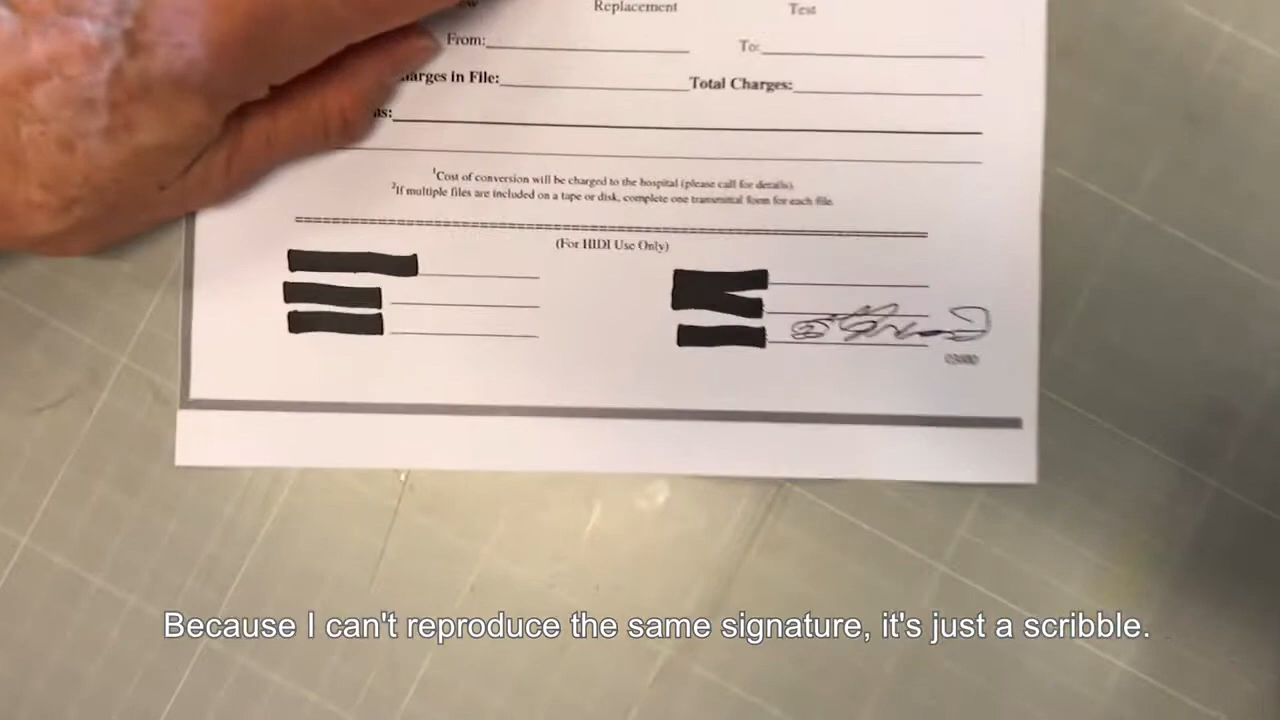 Replacement Test
From: To:
arges in File: Total Charges:
ts:
¹Cost of conversion will be charged to the hospital (please call for details).
²If multiple files are included on a tape or disk, complete one transmittal form for each file.
(For HIDI Use Only)
Because I can't reproduce the same signature, it's just a scribble.